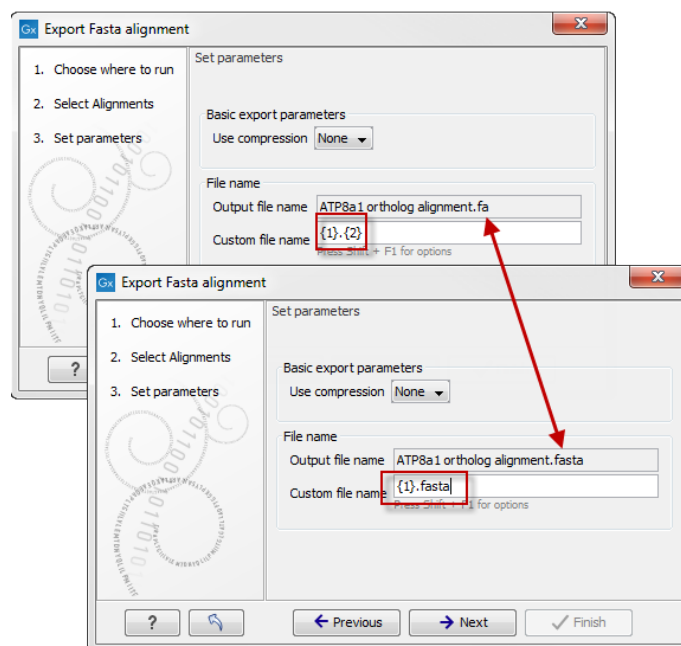 Gx Export Fasta alignment
x
1. Choose where to run
2. Select Alignments
3. Set parameters
Set parameters
Basic export parameters
Use compression None
File name
Output file name ATP8a1 ortholog alignment.fa
Custom file name {1}.{2}
Press Shift + F1 for options
?
Gx Export Fasta alignment
x
1. Choose where to run
2. Select Alignments
3. Set parameters
Set parameters
Basic export parameters
Use compression None
File name
Output file name ATP8a1 ortholog alignment.fasta
Custom file name {1}.fasta
Press Shift + F1 for options
? Previous Next Finish